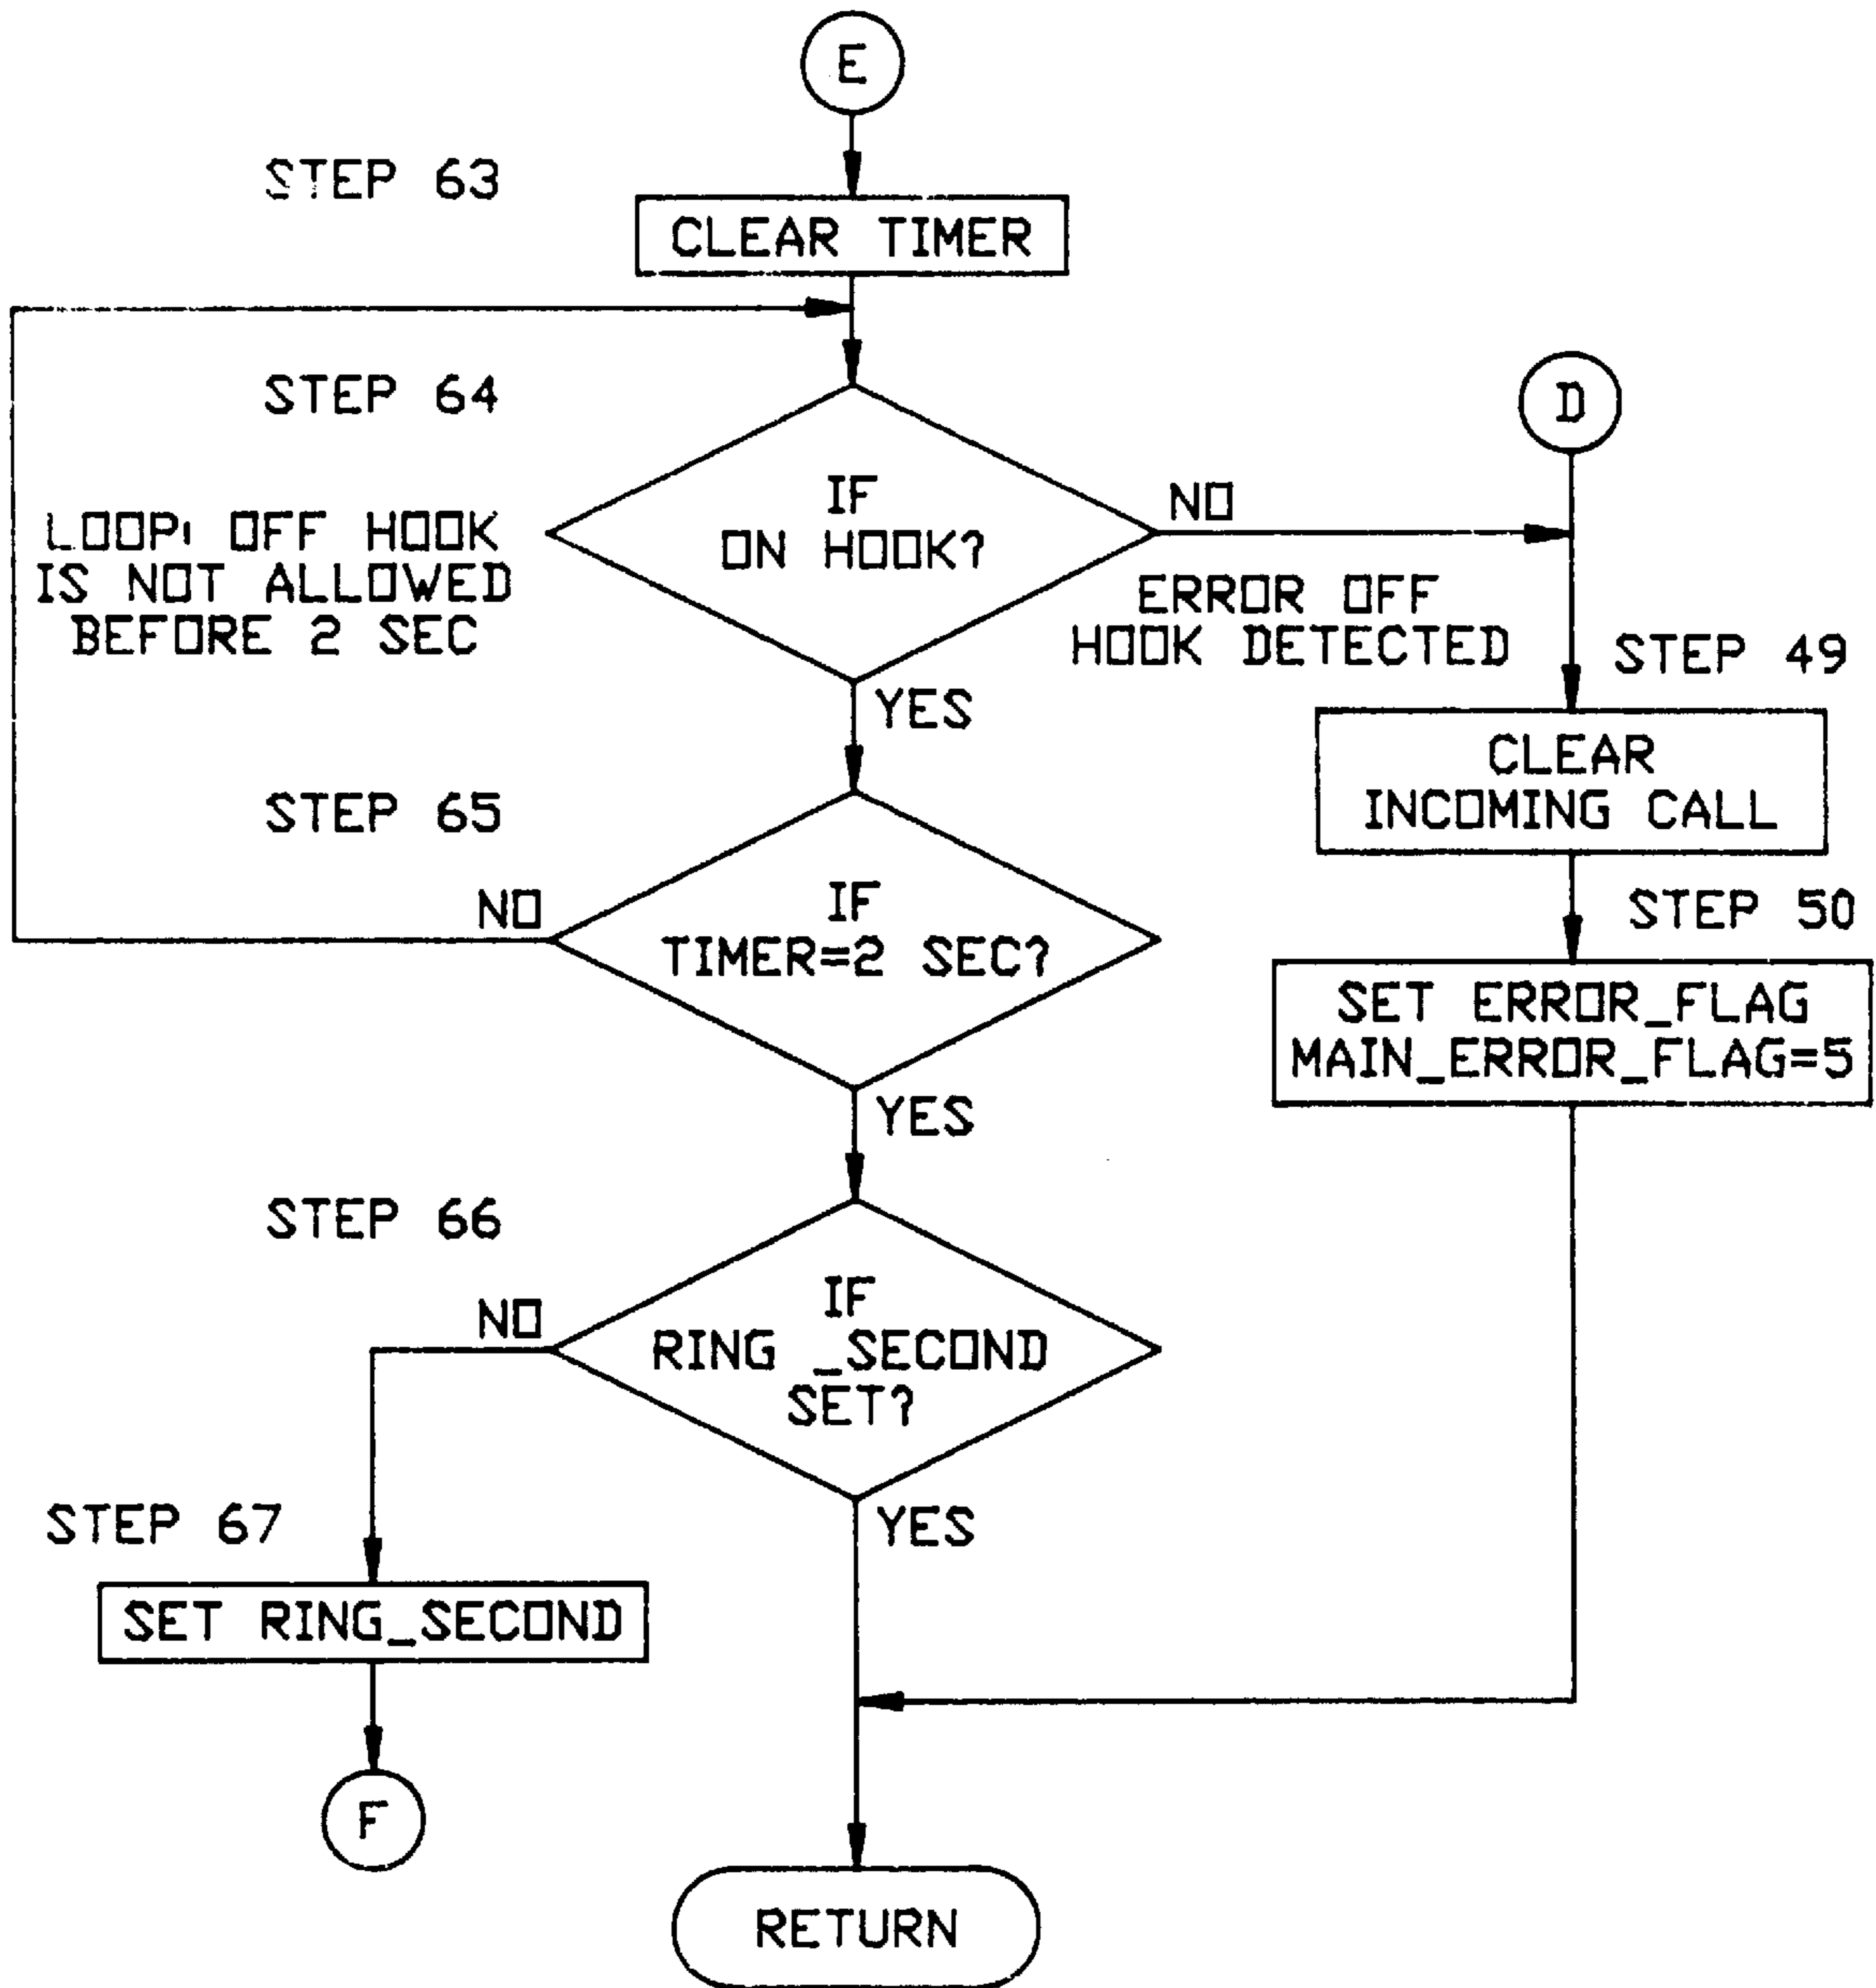 E
STEP 63
CLEAR TIMER
STEP 64
D
IF
ON HOOK?
NO
LOOP: OFF HOOK
IS NOT ALLOWED
BEFORE 2 SEC
ERROR OFF
HOOK DETECTED
STEP 49
YES
CLEAR
INCOMING CALL
STEP 65
NO
IF
TIMER=2 SEC?
STEP 50
SET ERROR_FLAG
MAIN_ERROR_FLAG=5
YES
STEP 66
NO
IF
RING _SECOND
SET?
STEP 67
YES
SET RING_SECOND
F
RETURN